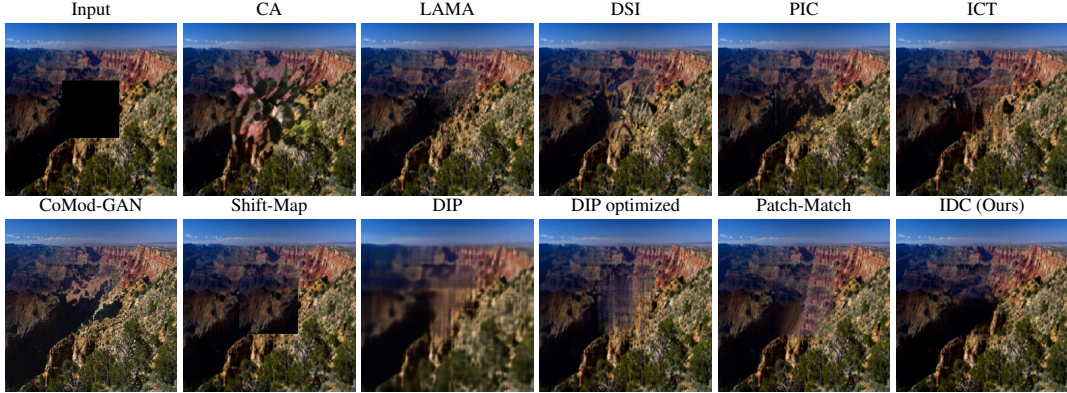 Input CA LAMA DSI PIC ICT
CoMod-GAN Shift-Map DIP DIP optimized Patch-Match IDC (Ours)